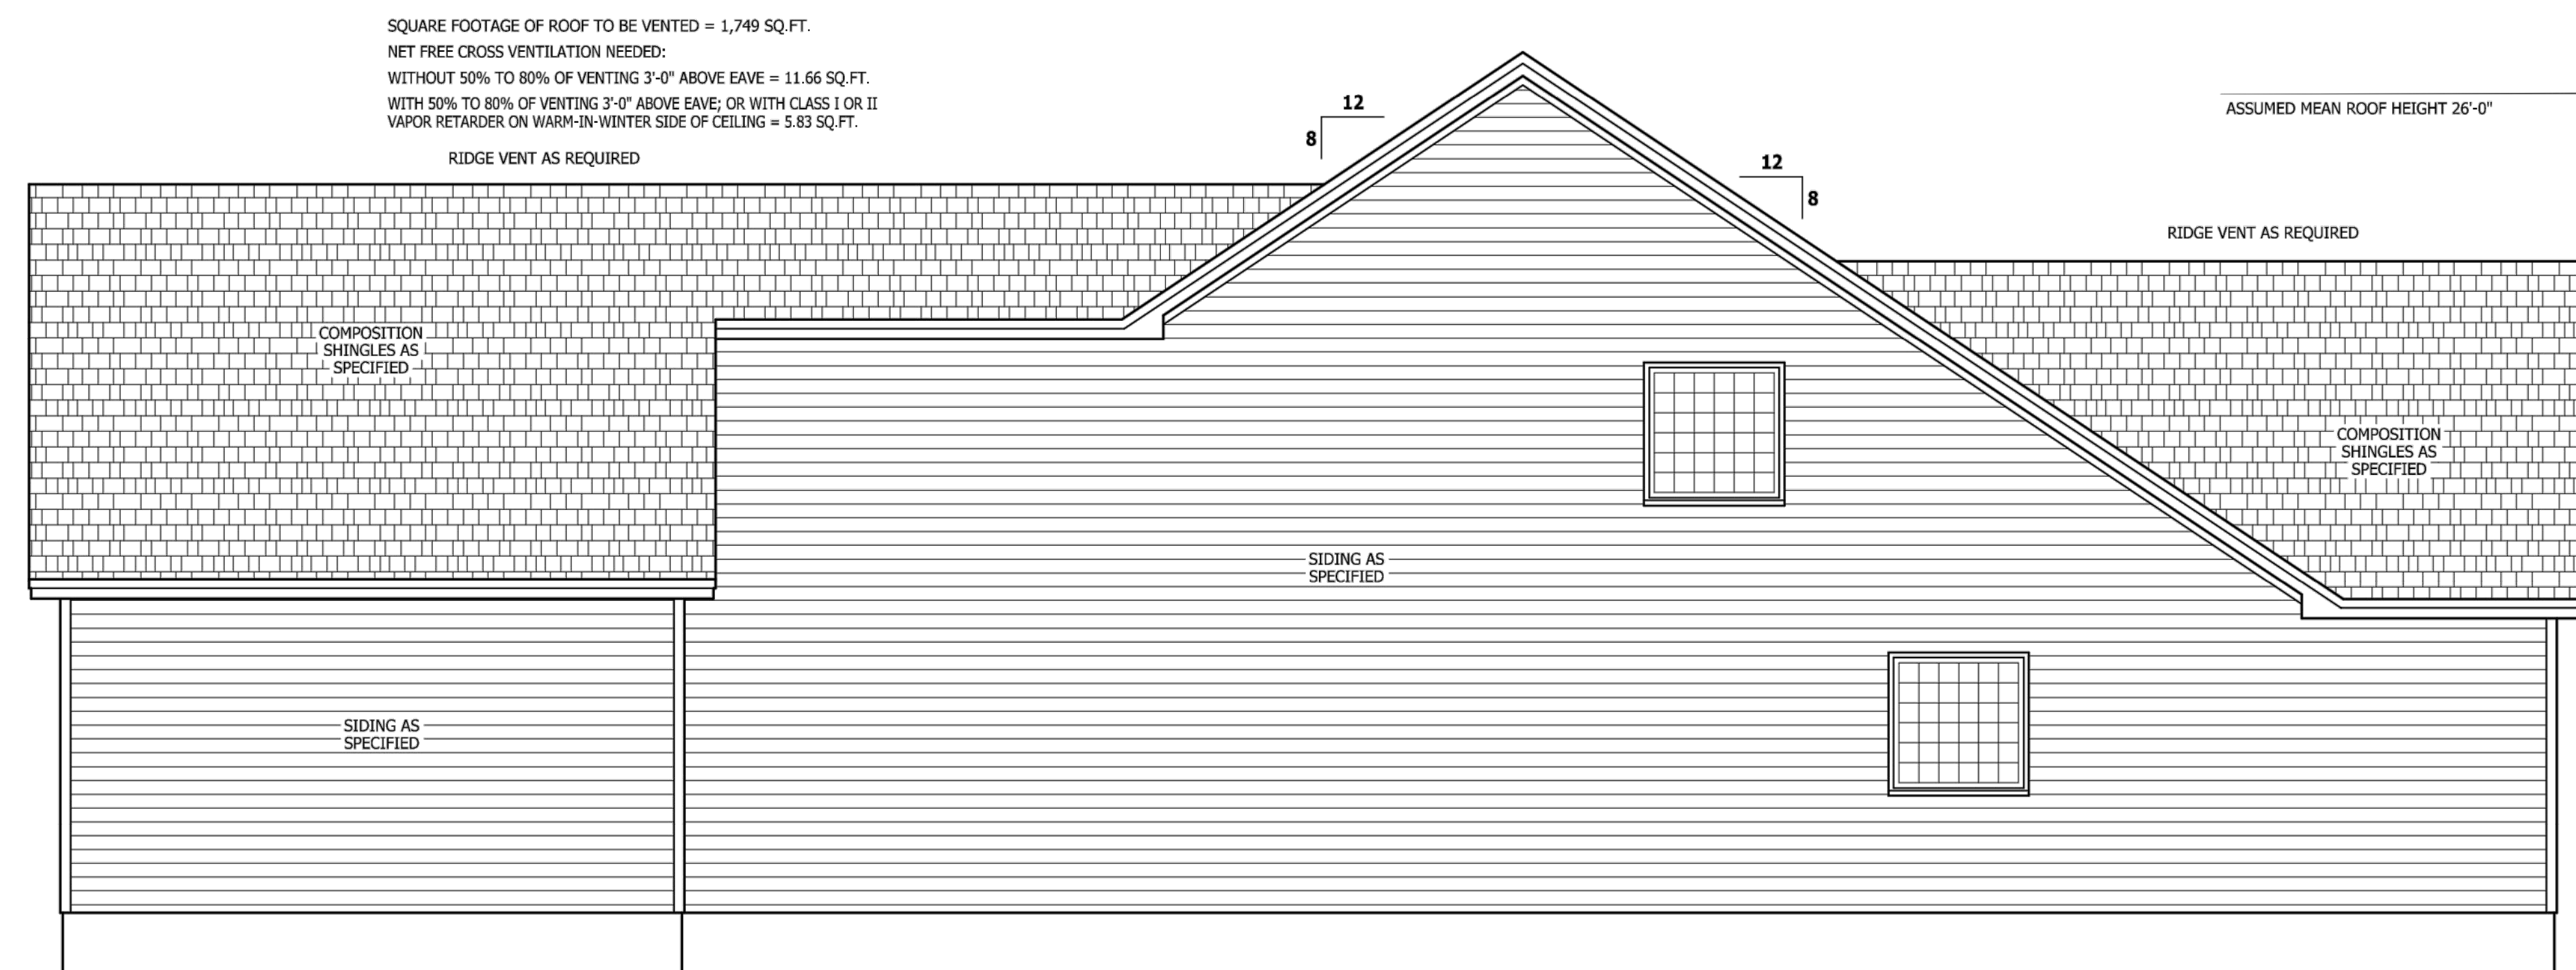 SQUARE FOOTAGE OF ROOF TO BE VENTED = 1,749 SQ.FT.
NET FREE CROSS VENTILATION NEEDED:
WITHOUT 50% TO 80% OF VENTING 3'-0" ABOVE EAVE = 11.66 SQ.FT.
WITH 50% TO 80% OF VENTING 3'-0" ABOVE EAVE; OR WITH CLASS I OR II
VAPOR RETARDER ON WARM-IN-WINTER SIDE OF CEILING = 5.83 SQ.FT.
RIDGE VENT AS REQUIRED
12
8
12
8
ASSUMED MEAN ROOF HEIGHT 26'-0"
RIDGE VENT AS REQUIRED
COMPOSITION
SHINGLES AS
SPECIFIED
COMPOSITION
SHINGLES AS
SPECIFIED
SIDING AS
SPECIFIED
SIDING AS
SPECIFIED